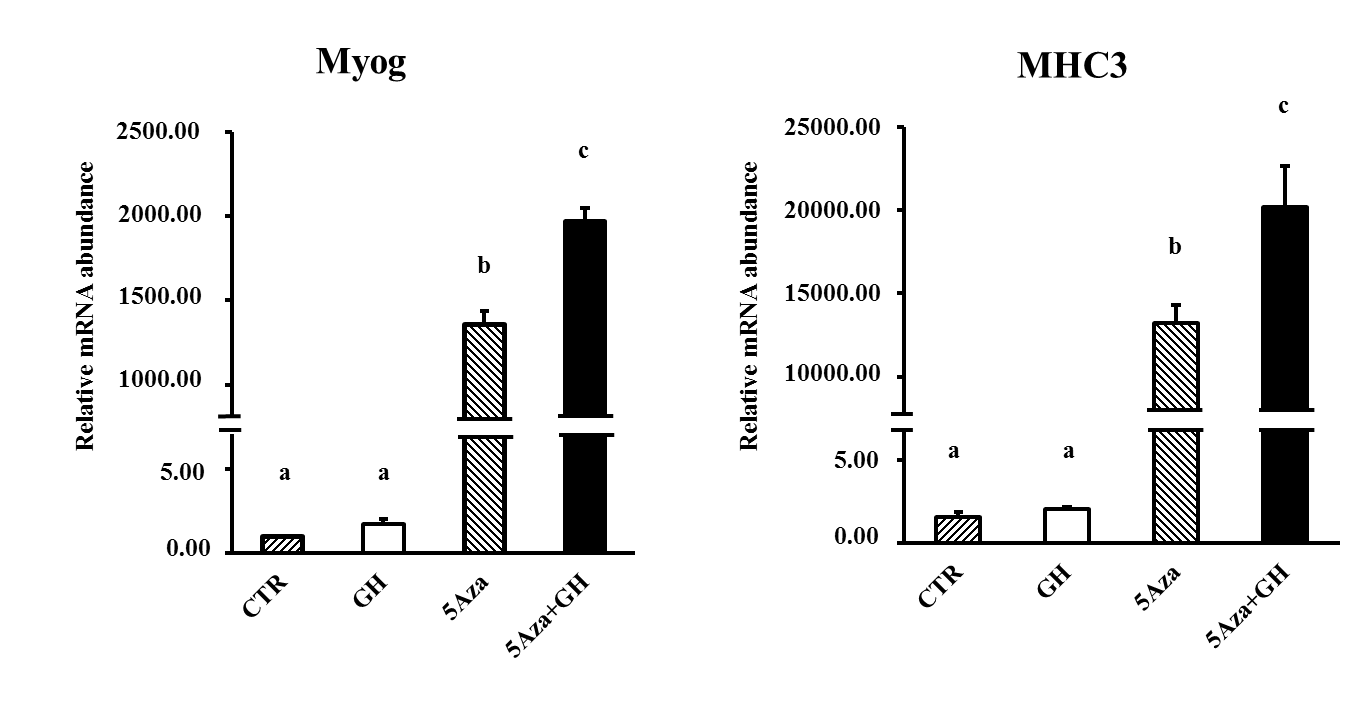 Myog
2500.00
2000.00
1500.00
1000.00
5.00
0.00
Relative mRNA abundance
a
a
b
c
CTR
GH
5Aza
5Aza+GH
MHC3
25000.00
20000.00
15000.00
10000.00
5.00
0.00
Relative mRNA abundance
a
a
b
c
CTR
GH
5Aza
5Aza+GH